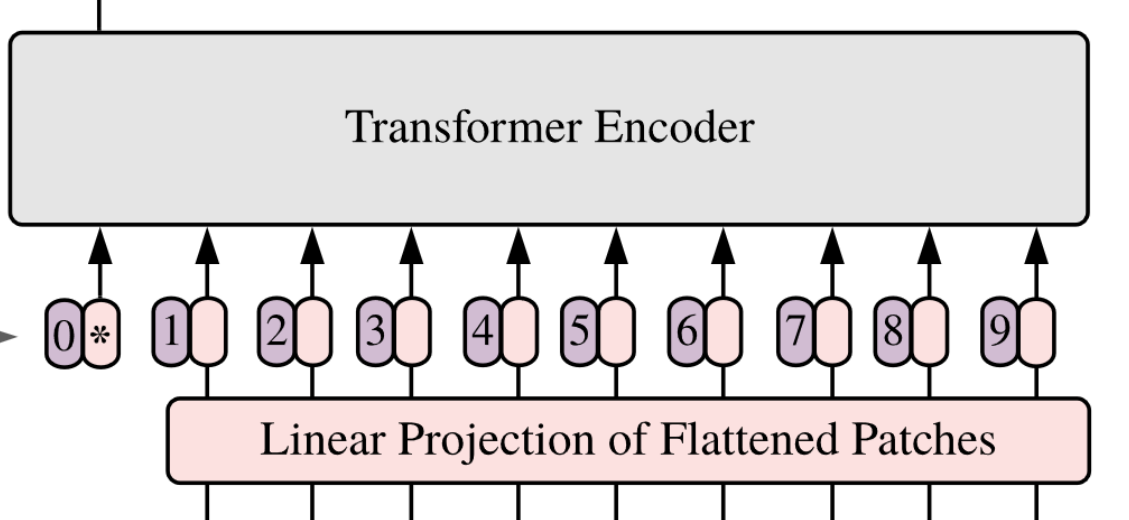 Transformer Encoder
0 * 1 2 3 4 5 6 7 8 9
Linear Projection of Flattened Patches